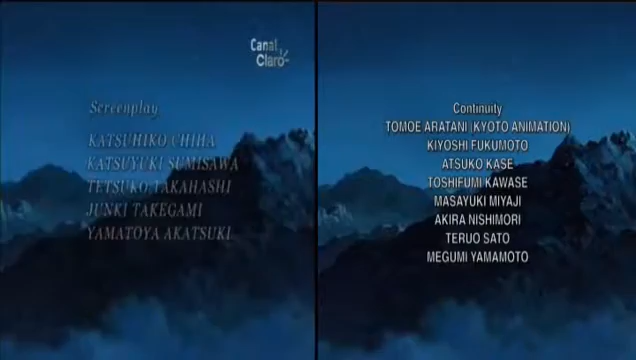 Canal
Claro-
Screenplay
KATSUHIKO CHIBA
KATSUYUKI SUMISAWA
TETSUKO TAKAHASHI
JUNKI TAKEGAMI
YAMATOYA AKATSUKI
Continuity
TOMOE ARATANI (KYOTO ANIMATION)
KIYOSHI FUKUMOTO
ATSUKO KASE
TOSHIFUMI KAWASE
MASAYUKI MIYAJI
AKIRA NISHIMORI
TERUO SATO
MEGUMI YAMAMOTO